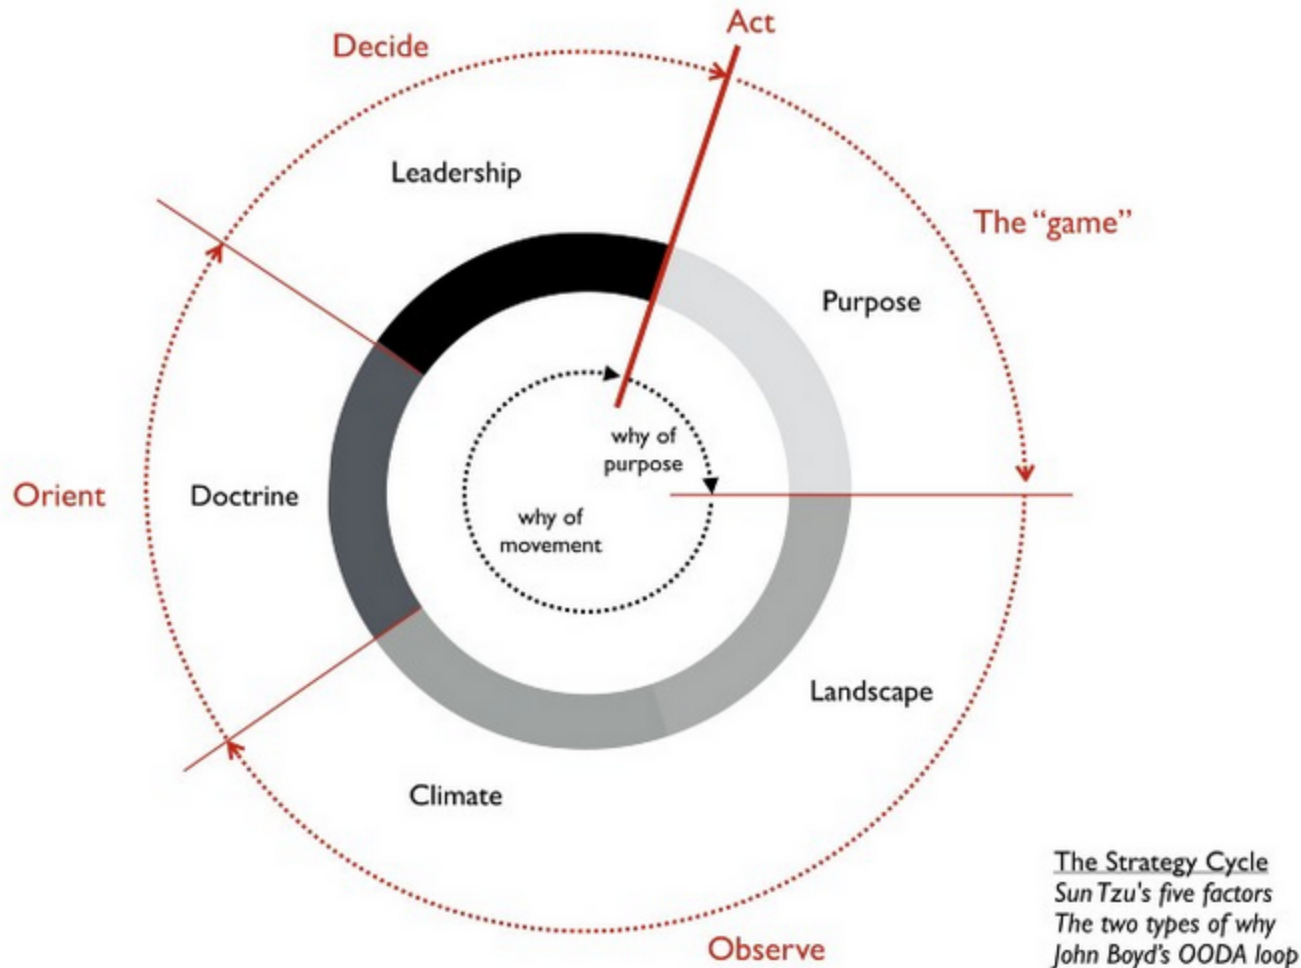 Act
Decide
Leadership
The “game”
Purpose
why of
purpose
Orient
Doctrine
why of
movement
Landscape
Climate
Observe
The Strategy Cycle
Sun Tzu's five factors
The two types of why
John Boyd's OODA loop